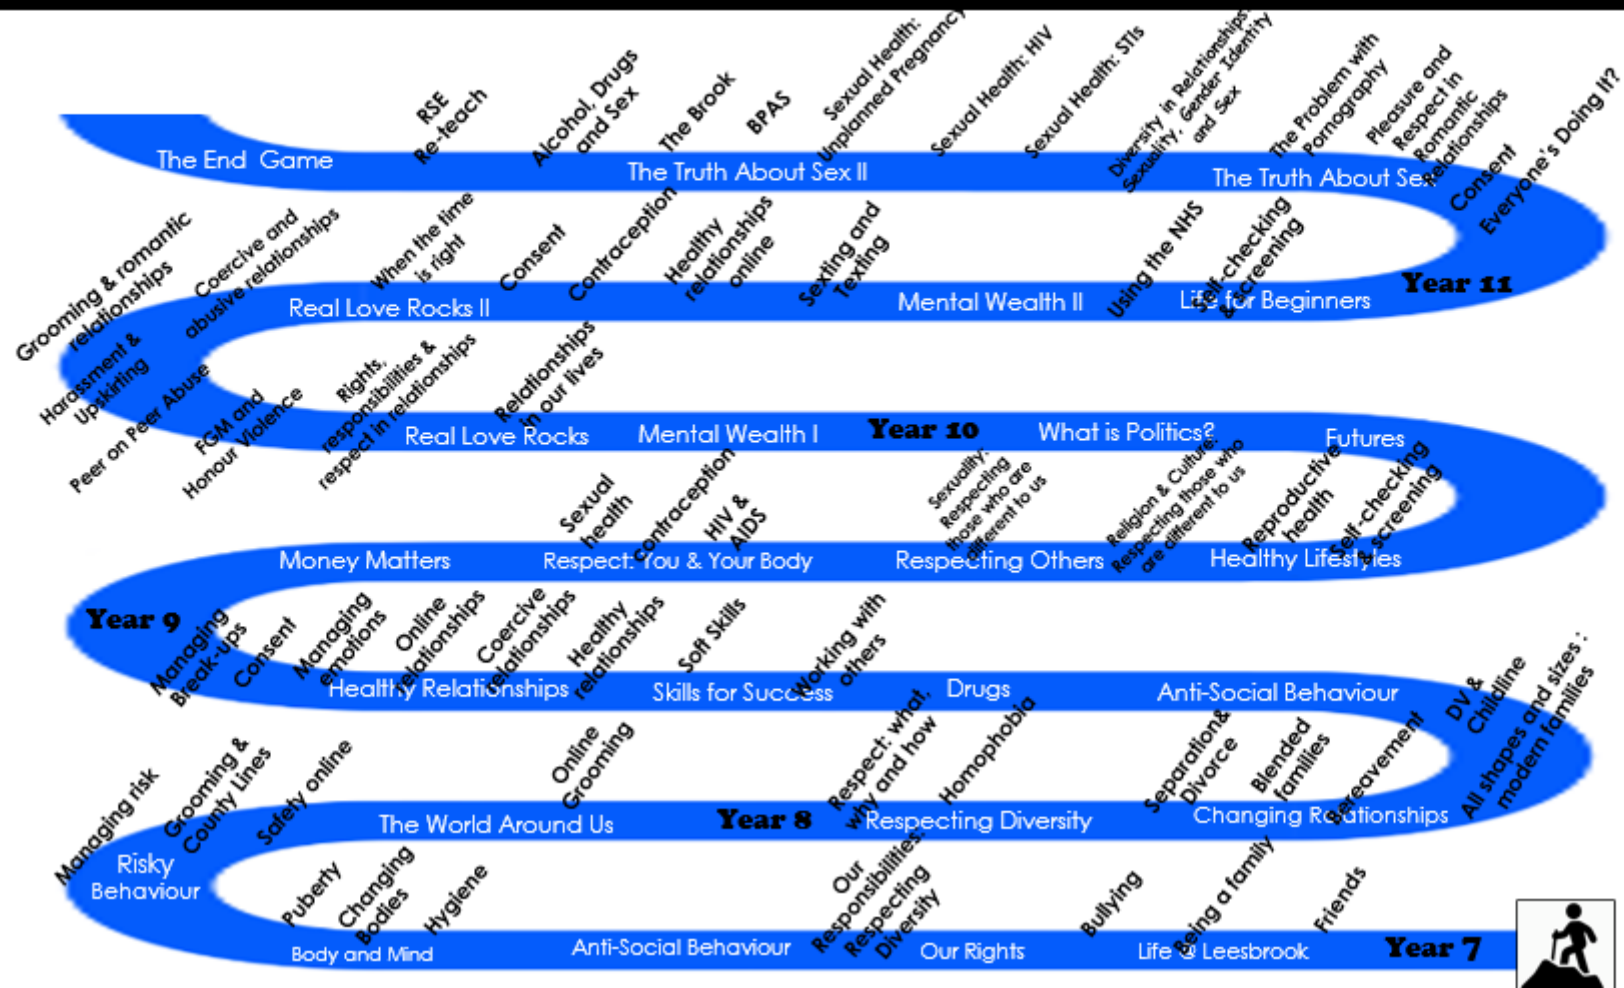 RSE
Re-teach
Alcohol, Drugs
and Sex
The Brook
BPAS
Sexual Health:
Unplanned Pregnancy
Sexual Health: HIV
Sexual Health: STIs
Diversity in Relationships:
Sexuality, Gender Identity
and Sex
The Problem with
Pornography
Pleasure and
Respect in
Romantic
Relationships
Consent
Everyone's Doing It?
The End Game
The Truth About Sex II
The Truth About Sex
Grooming & romantic
relationships
Coercive and
abusive relationships
When the time
is right
Consent
Contraception
Healthy
relationships
online
Sexting and
Texting
Using the NHS
Self-checking
& screening
Real Love Rocks II
Mental Wealth II
Life for Beginners
Year 11
Harassment &
Upskirting
Peer on Peer Abuse
FGM and
Honour Violence
Rights,
responsibilities &
respect in relationships
Relationships
in our lives
Real Love Rocks
Mental Wealth I
Year 10
What is Politics?
Futures
Sexual
health
contraception
HIV &
AIDS
Sexuality:
Respecting
those who are
different to us
Religion & Culture:
Respecting those who
are different to us
Reproductive
health
Self-checking
& screening
Money Matters
Respect: You & Your Body
Respecting Others
Healthy Lifestyles
Year 9
Managing
Break-ups
Consent
Managing
emotions
Online
relationships
Coercive
relationships
Healthy
relationships
Soft Skills
Working with
others
Healthy Relationships
Skills for Success
Drugs
Anti-Social Behaviour
DV &
Childline
All shapes and sizes :
modern families
Managing risk
Grooming &
County Lines
Safety online
Online
Grooming
Respect: what,
why and how
Homophobia
Separation&
Divorce
Blended
families
Bereavement
The World Around Us
Year 8
Respecting Diversity
Changing Relationships
Risky
Behaviour
Puberty
Changing
Bodies
Hygiene
Our
Responsibilities:
Respecting
Diversity
Bullying
Being a family
Friends
Body and Mind
Anti-Social Behaviour
Our Rights
Life @ Leesbrook
Year 7